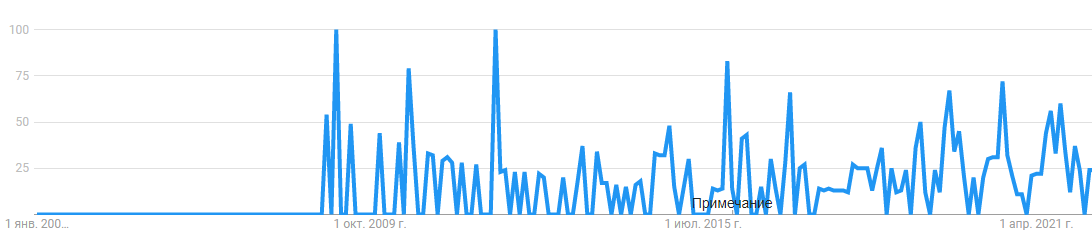 100
75
50
25
Примечание
1 янв. 200...
1 окт. 2009 г.
1 июл. 2015 г.
1 апр. 2021 г.